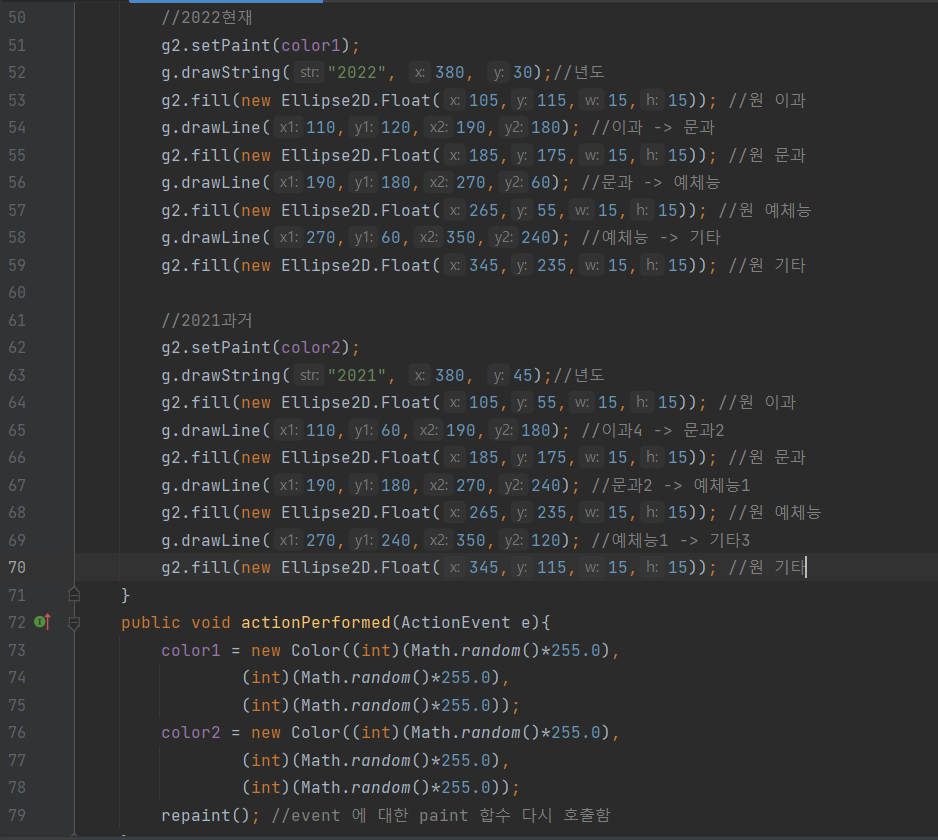 50 //2022현재
51 g2.setPaint(color1);
52 g.drawString( str: "2022", x: 380, y: 30);//년도
53 g2.fill(new Ellipse2D.Float( x: 105, y: 115, w: 15, h: 15)); //원 이과
54 g.drawLine( x1: 110, y1: 120, x2: 190, y2: 180); //이과 -> 문과
55 g2.fill(new Ellipse2D.Float( x: 185, y: 175, w: 15, h: 15)); //원 문과
56 g.drawLine( x1: 190, y1: 180, x2: 270, y2: 60); //문과 -> 예체능
57 g2.fill(new Ellipse2D.Float( x: 265, y: 55, w: 15, h: 15)); //원 예체능
58 g.drawLine( x1: 270, y1: 60, x2: 350, y2: 240); //예체능 -> 기타
59 g2.fill(new Ellipse2D.Float( x: 345, y: 235, w: 15, h: 15)); //원 기타
60
61 //2021과거
62 g2.setPaint(color2);
63 g.drawString( str: "2021", x: 380, y: 45);//년도
64 g2.fill(new Ellipse2D.Float( x: 105, y: 55, w: 15, h: 15)); //원 이과
65 g.drawLine( x1: 110, y1: 60, x2: 190, y2: 180); //이과4 -> 문과2
66 g2.fill(new Ellipse2D.Float( x: 185, y: 175, w: 15, h: 15)); //원 문과
67 g.drawLine( x1: 190, y1: 180, x2: 270, y2: 240); //문과2 -> 예체능1
68 g2.fill(new Ellipse2D.Float( x: 265, y: 235, w: 15, h: 15)); //원 예체능
69 g.drawLine( x1: 270, y1: 240, x2: 350, y2: 120); //예체능1 -> 기타3
70 g2.fill(new Ellipse2D.Float( x: 345, y: 115, w: 15, h: 15)); //원 기타
71 }
72 public void actionPerformed(ActionEvent e){
73 color1 = new Color((int)(Math.random()*255.0),
74 (int)(Math.random()*255.0),
75 (int)(Math.random()*255.0));
76 color2 = new Color((int)(Math.random()*255.0),
77 (int)(Math.random()*255.0),
78 (int)(Math.random()*255.0));
79 repaint(); //event 에 대한 paint 합수 다시 호출함